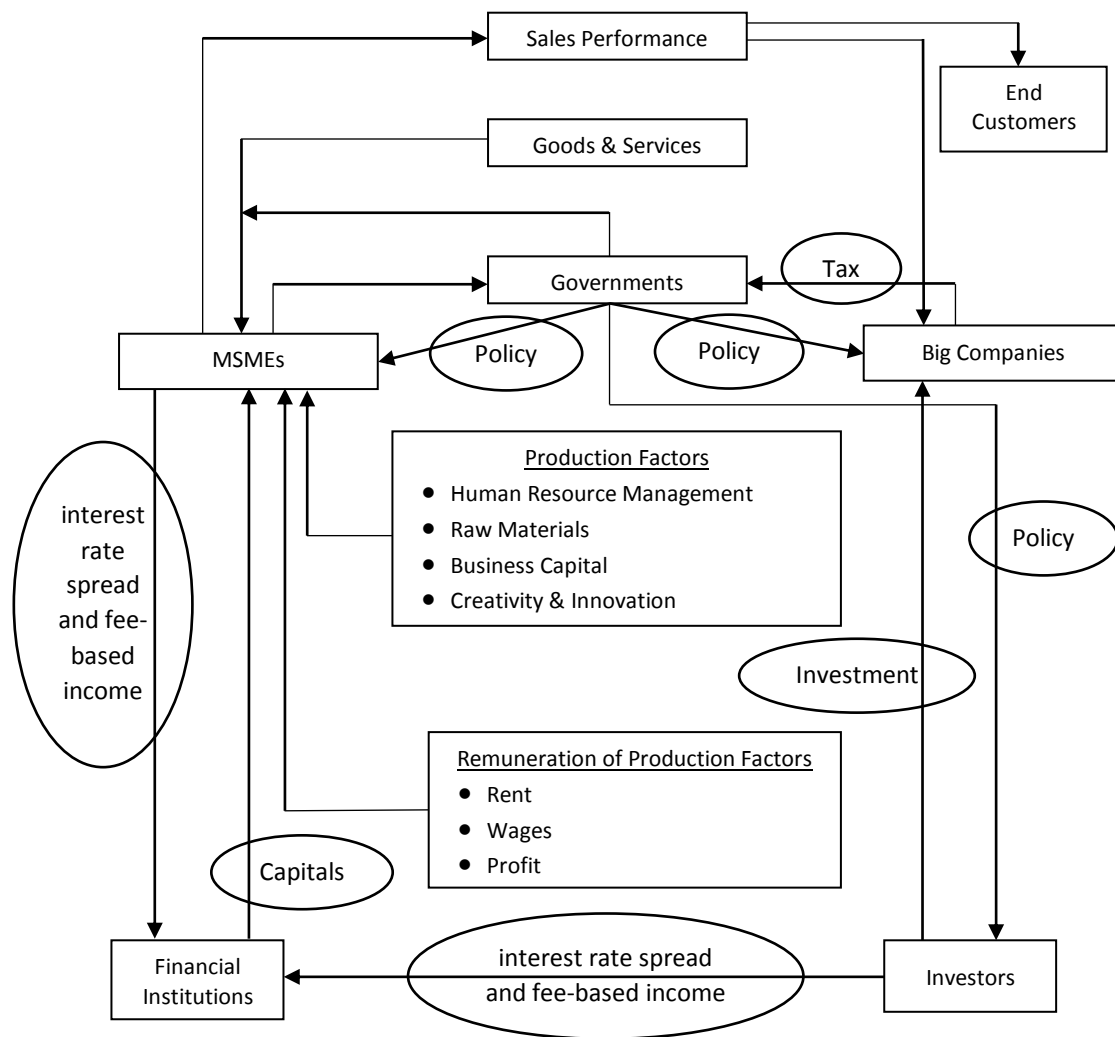 Sales Performance
End
Customers
Goods & Services
Tax
Governments
Policy
Policy
MSMEs
Big Companies
Production Factors
● Human Resource Management
● Raw Materials
● Business Capital
● Creativity & Innovation
interest
rate
spread
and fee-
based
income
Policy
Investment
Remuneration of Production Factors
● Rent
● Wages
● Profit
Capitals
Financial
Institutions
interest rate spread
and fee-based income
Investors